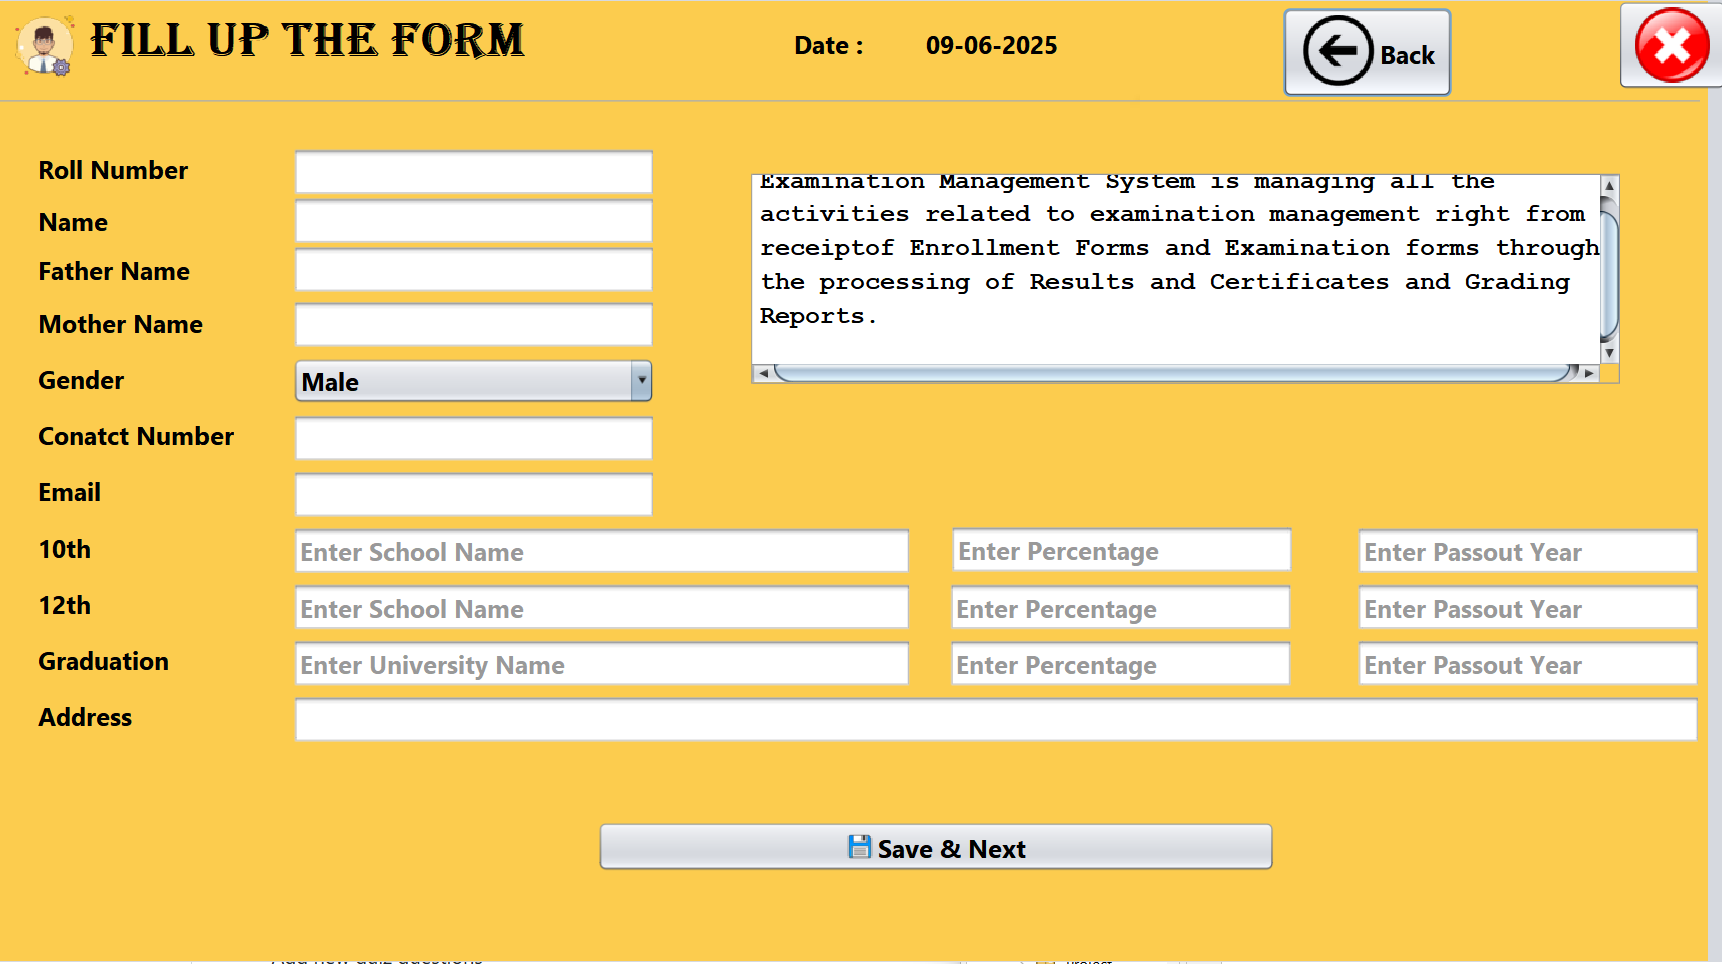 FILL UP THE FORM
Date : 09-06-2025
Back
Roll Number
Name
Father Name
Mother Name
Gender
Male
Conatct Number
Email
Examination Management System is managing all the
activities related to examination management right from
receiptof Enrollment Forms and Examination forms through
the processing of Results and Certificates and Grading
Reports.
10th
Enter School Name
Enter Percentage
Enter Passout Year
12th
Enter School Name
Enter Percentage
Enter Passout Year
Graduation
Enter University Name
Enter Percentage
Enter Passout Year
Address
Save & Next